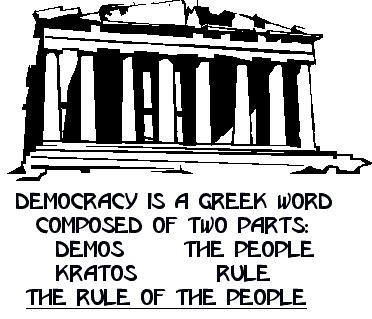 DEMOCRACY IS A GREEK WORD
COMPOSED OF TWO PARTS:
DEMOS THE PEOPLE
KRATOS RULE
THE RULE OF THE PEOPLE